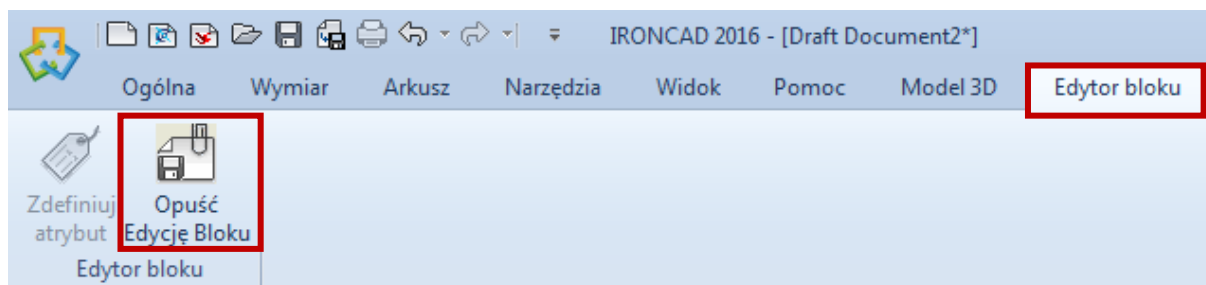 IRONCAD 2016 - [Draft Document2*]
Ogólna Wymiar Arkusz Narzędzia Widok Pomoc Model 3D Edytor bloku
Zdefiniuj atrybut
Opuść Edycję Bloku
Edytor bloku